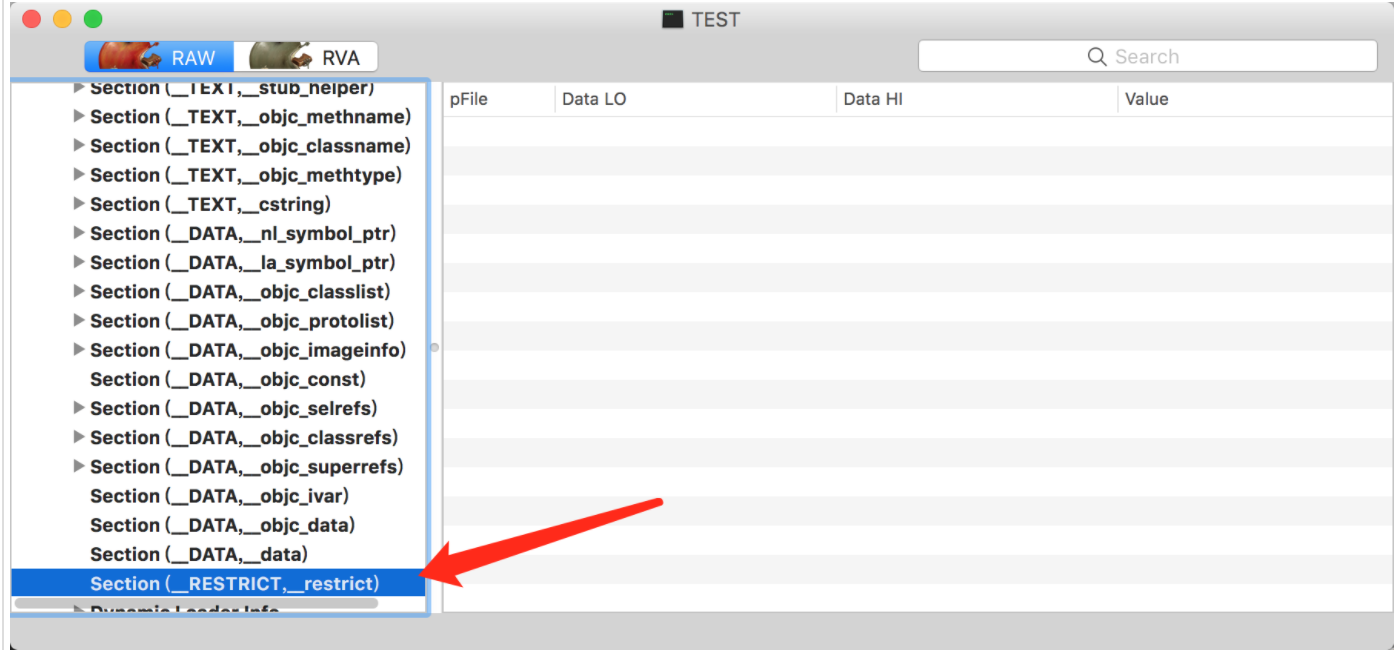 TEST
RAW RVA
Search
Section (__TEXT,__stub_helper)
Section (__TEXT,__objc_methname)
Section (__TEXT,__objc_classname)
Section (__TEXT,__objc_methtype)
Section (__TEXT,__cstring)
Section (__DATA,__nl_symbol_ptr)
Section (__DATA,__la_symbol_ptr)
Section (__DATA,__objc_classlist)
Section (__DATA,__objc_protolist)
Section (__DATA,__objc_imageinfo)
Section (__DATA,__objc_const)
Section (__DATA,__objc_selrefs)
Section (__DATA,__objc_classrefs)
Section (__DATA,__objc_superrefs)
Section (__DATA,__objc_ivar)
Section (__DATA,__objc_data)
Section (__DATA,__data)
Section (__RESTRICT,__restrict)
Dynamic Loader Info
pFile Data LO Data HI Value